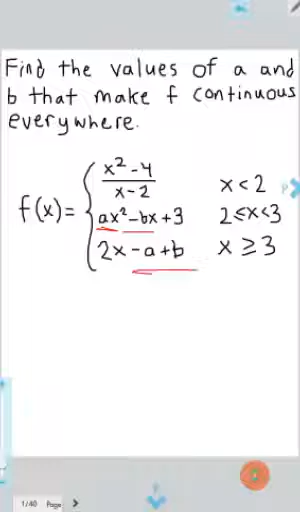 Find the values of a and
b that make f continuous
everywhere.
x²-4
x-2
x<2
f(x)=
ax²-bx+3
2≤x<3
2x-a+b
x≥3
1/40 Page >